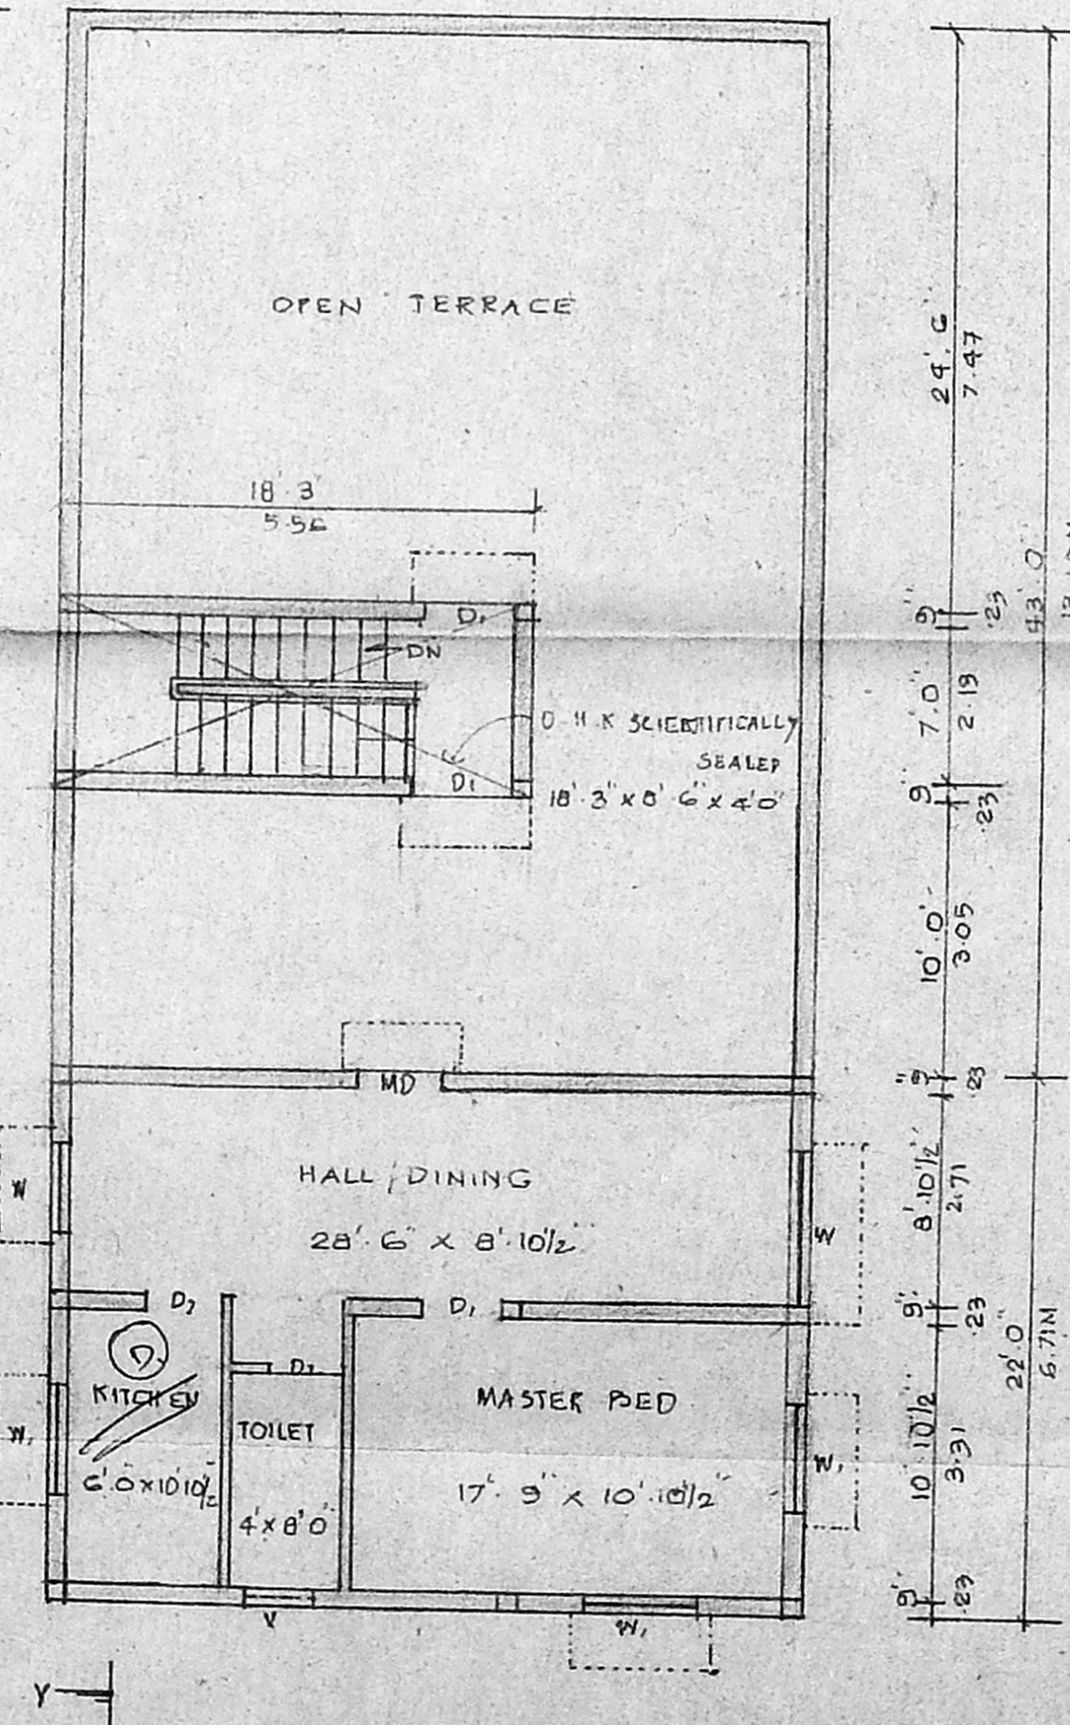 OPEN TERRACE
18'.3"
5.56
D1
DN
O.H.K SCIENTIFICALLY
SEALED
D1
18'.3" x 8'.6" x 4'0"
MD
HALL / DINING
28'.6" x 8'.10½"
W
W
D2
D1
D
D2
KITCHEN
TOILET
MASTER BED
W1
W1
6'.0" x 10'10½"
4' x 8'0"
17'.9" x 10'.10½"
V
W1
Y
24'.6"
7.47
9"
.23
7'.0"
2.19
9"
.23
10'.0"
3.05
9"
.23
8'.10½"
2.71
9"
.23
10'.10½"
3.31
9"
.23
43'.0"
22'.0"
6.71M